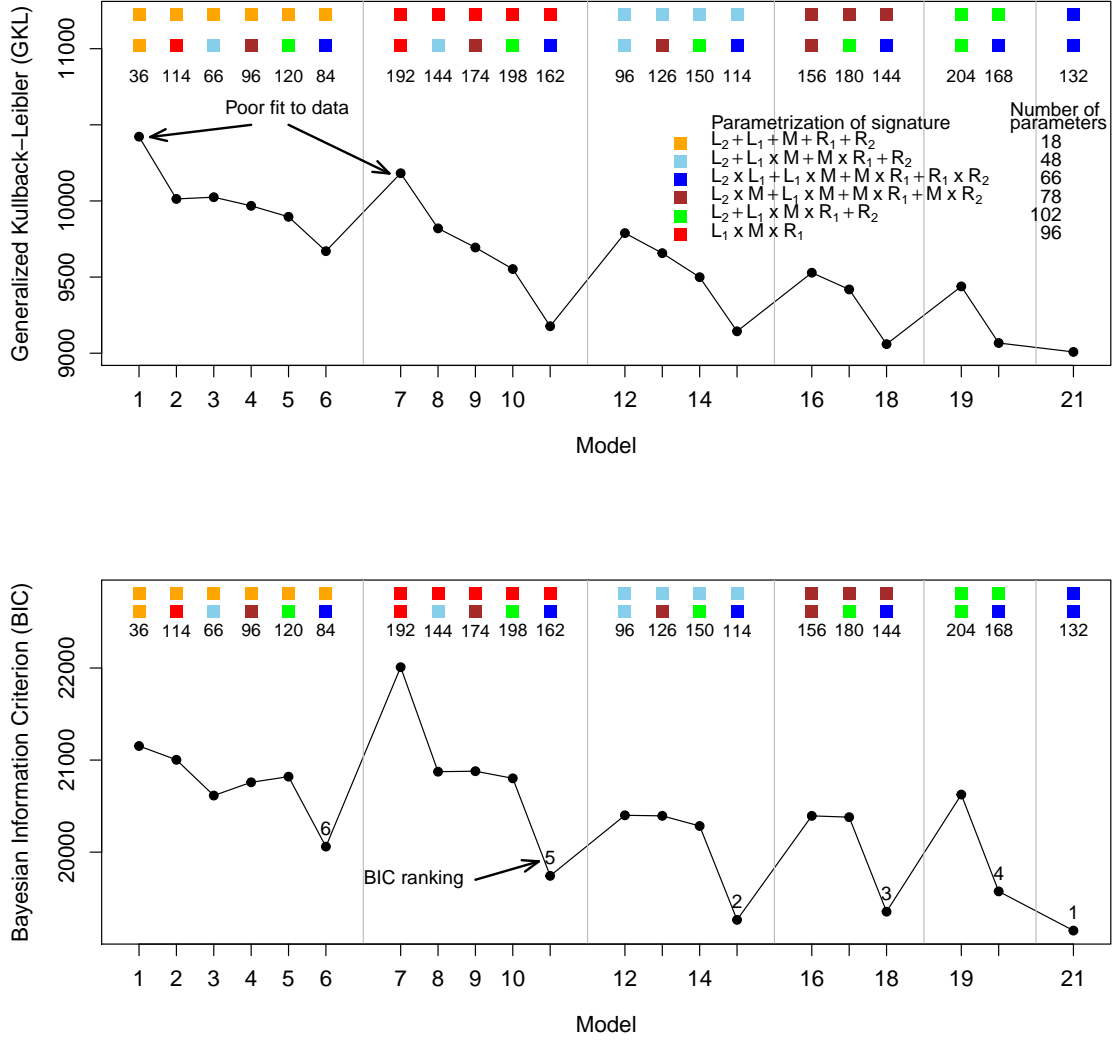 Generalized Kullback−Leibler (GKL)
11000
10000
9500
9000
36 114 66 96 120 84 192 144 174 198 162 96 126 150 114 156 180 144 204 168 132
Poor fit to data
Parametrization of signature
Number of
parameters
L2 + L1 + M + R1 + R2 18
L2 + L1 x M + M x R1 + R2 48
L2 x L1 + L1 x M + M x R1 + R1 x R2 66
L2 x M + L1 x M + M x R1 + M x R2 78
L2 + L1 x M x R1 + R2 102
L1 x M x R1 96
1 2 3 4 5 6 7 8 9 10 12 14 16 18 19 21
Model
Bayesian Information Criterion (BIC)
22000
21000
20000
36 114 66 96 120 84 192 144 174 198 162 96 126 150 114 156 180 144 204 168 132
6
5
BIC ranking
2
3
4
1
1 2 3 4 5 6 7 8 9 10 12 14 16 18 19 21
Model